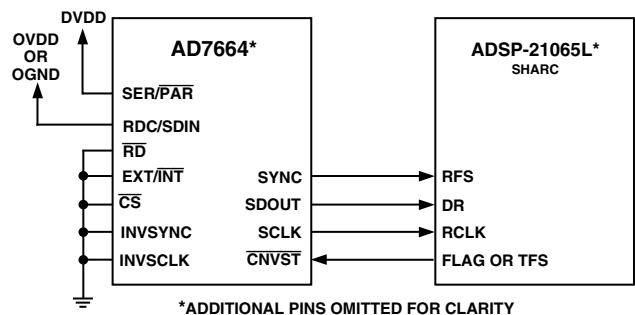 DVDD
OVDD
OR
OGND
AD7664*
SER/PAR
RDC/SDIN
RD
EXT/INT
CS
INVSYNC
INVSCLK
SYNC
SDOUT
SCLK
CNVST
ADSP-21065L*
SHARC
RFS
DR
RCLK
FLAG OR TFS
*ADDITIONAL PINS OMITTED FOR CLARITY